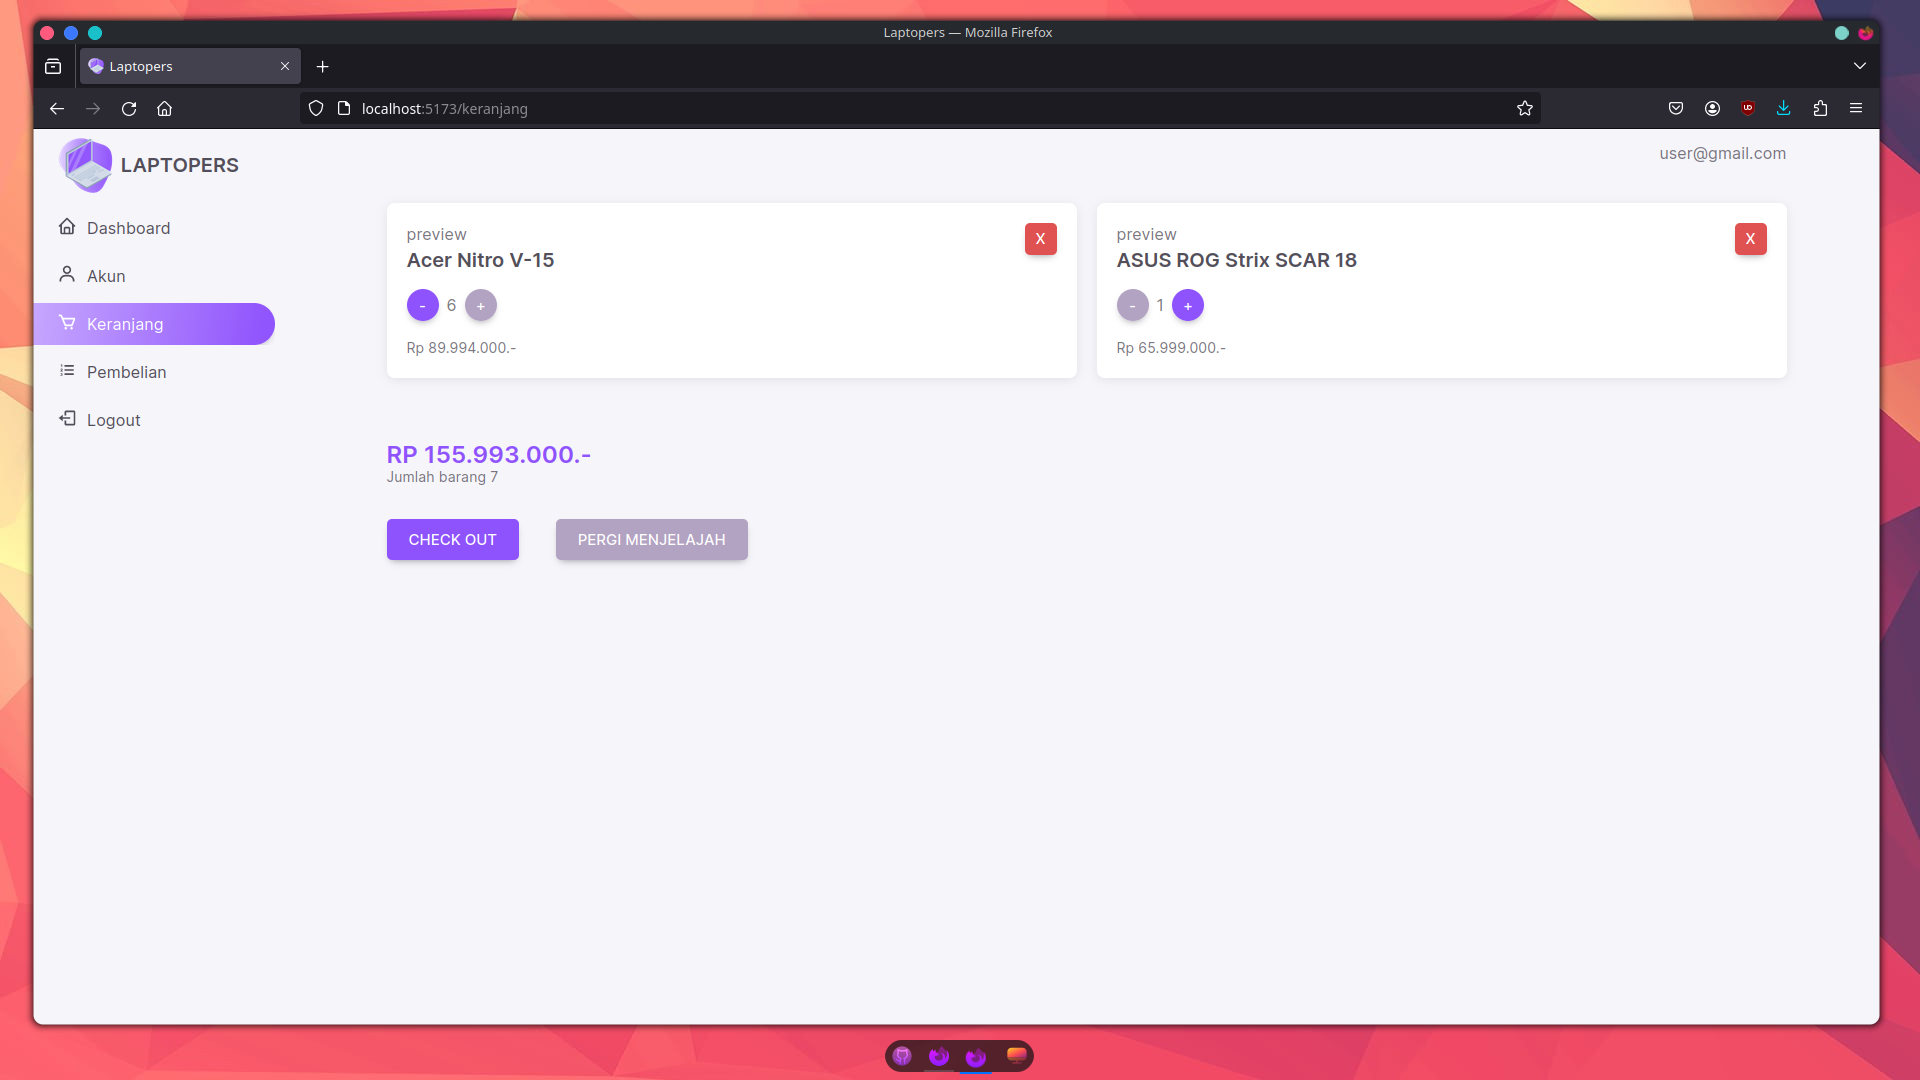 Laptopers — Mozilla Firefox
Laptopers
localhost:5173/keranjang
LAPTOPERS
user@gmail.com
Dashboard
Akun
Keranjang
Pembelian
Logout
preview
X
Acer Nitro V-15
- 6 +
Rp 89.994.000.-
preview
X
ASUS ROG Strix SCAR 18
- 1 +
Rp 65.999.000.-
RP 155.993.000.-
Jumlah barang 7
CHECK OUT
PERGI MENJELAJAH